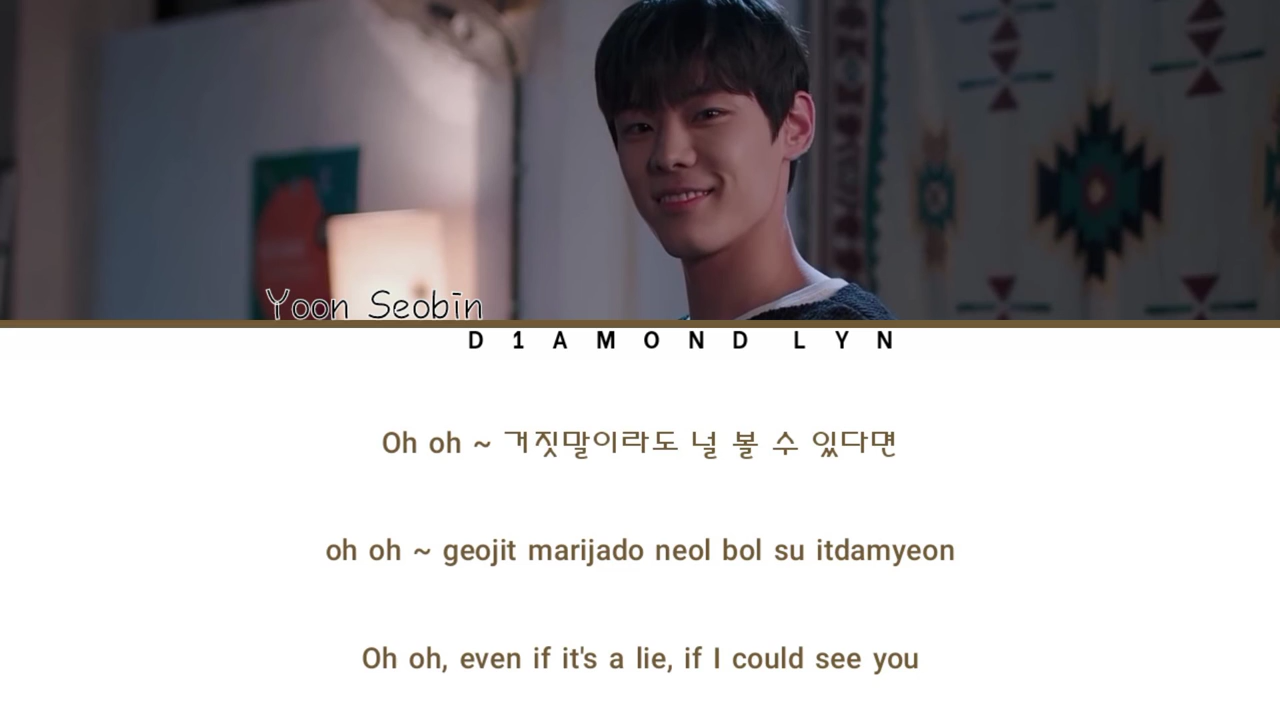 Yoon Seobin
D 1 A M O N D L Y N
Oh oh ~ 거짓말이라도 널 볼 수 있다면
oh oh ~ geojit marijado neol bol su itdamyeon
Oh oh, even if it's a lie, if I could see you